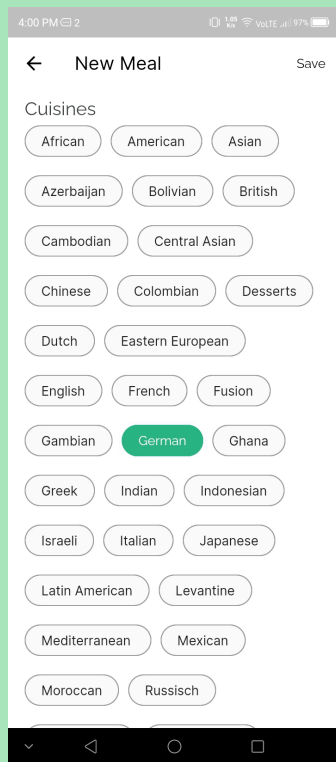 4:00 PM 2 1.85 K/s VoLTE 97%
New Meal Save
Cuisines
African American Asian
Azerbaijan Bolivian British
Cambodian Central Asian
Chinese Colombian Desserts
Dutch Eastern European
English French Fusion
Gambian German Ghana
Greek Indian Indonesian
Israeli Italian Japanese
Latin American Levantine
Mediterranean Mexican
Moroccan Russisch